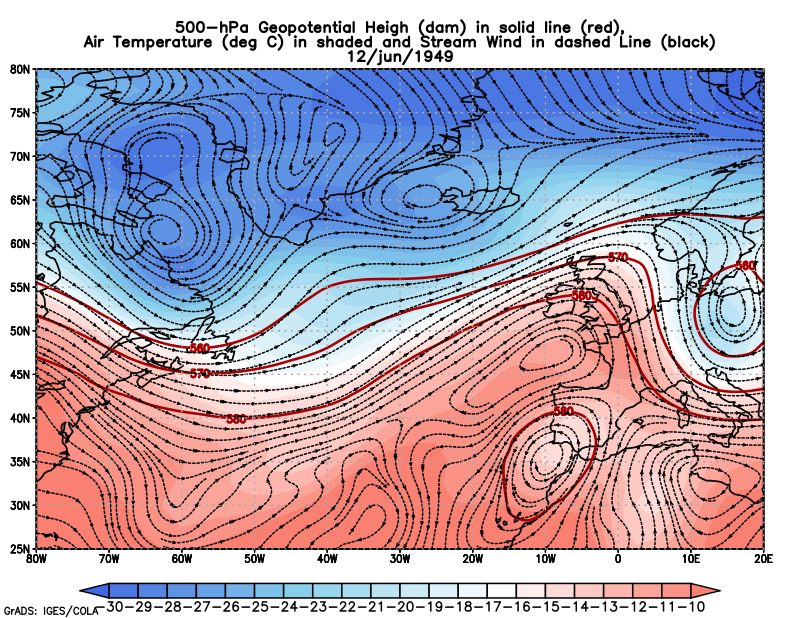 500-hPa Geopotential Heigh (dam) in solid line (red),
Air Temperature (deg C) in shaded and Stream Wind in dashed Line (black)
12/jun/1949
80N
75N
70N
65N
60N
55N
50N
45N
40N
35N
30N
25N
560
570
580
570
580
560
580
80W 70W 60W 50W 40W 30W 20W 10W 0 10E 20E
-30 -29 -28 -27 -26 -25 -24 -23 -22 -21 -20 -19 -18 -17 -16 -15 -14 -13 -12 -11 -10
GrADS: IGES/COLA